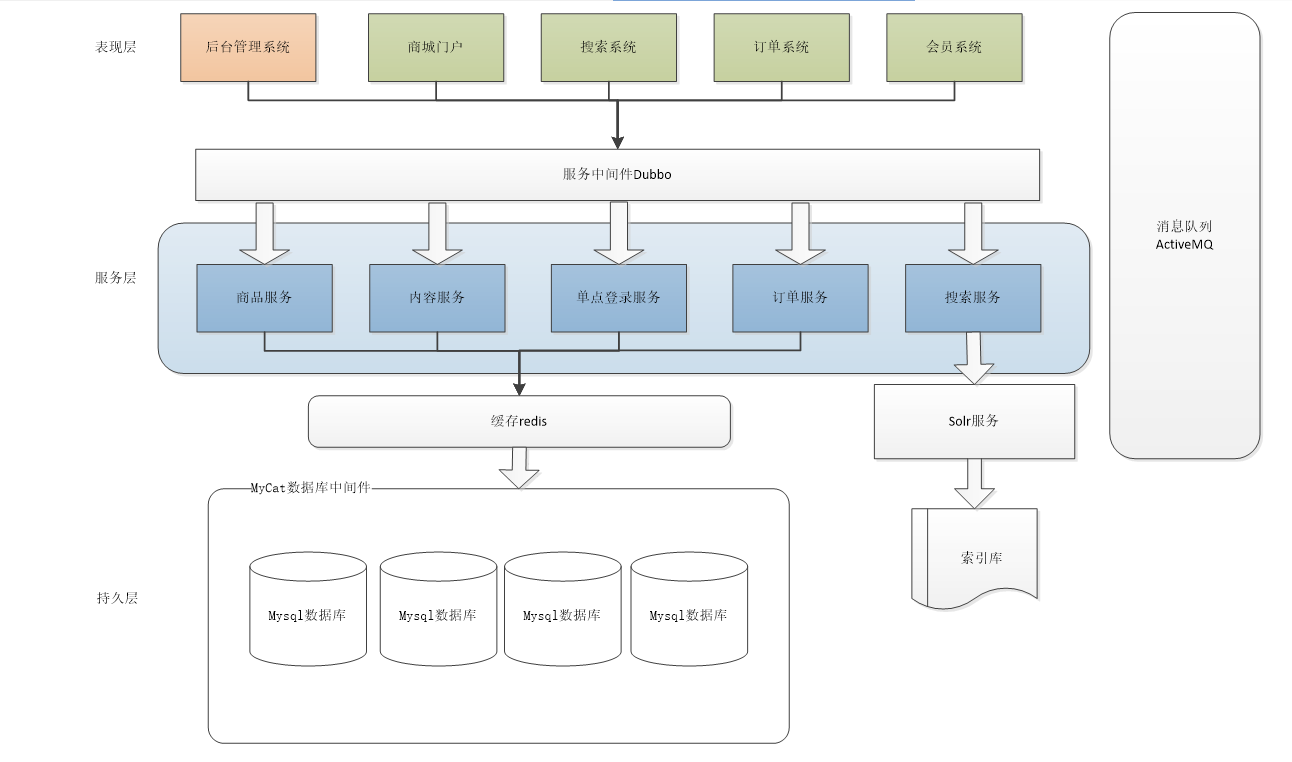 表现层
后台管理系统
商城门户
搜索系统
订单系统
会员系统
服务中间件Dubbo
消息队列
ActiveMQ
服务层
商品服务
内容服务
单点登录服务
订单服务
搜索服务
缓存redis
Solr服务
MyCat数据库中间件
索引库
持久层
Mysql数据库
Mysql数据库
Mysql数据库
Mysql数据库